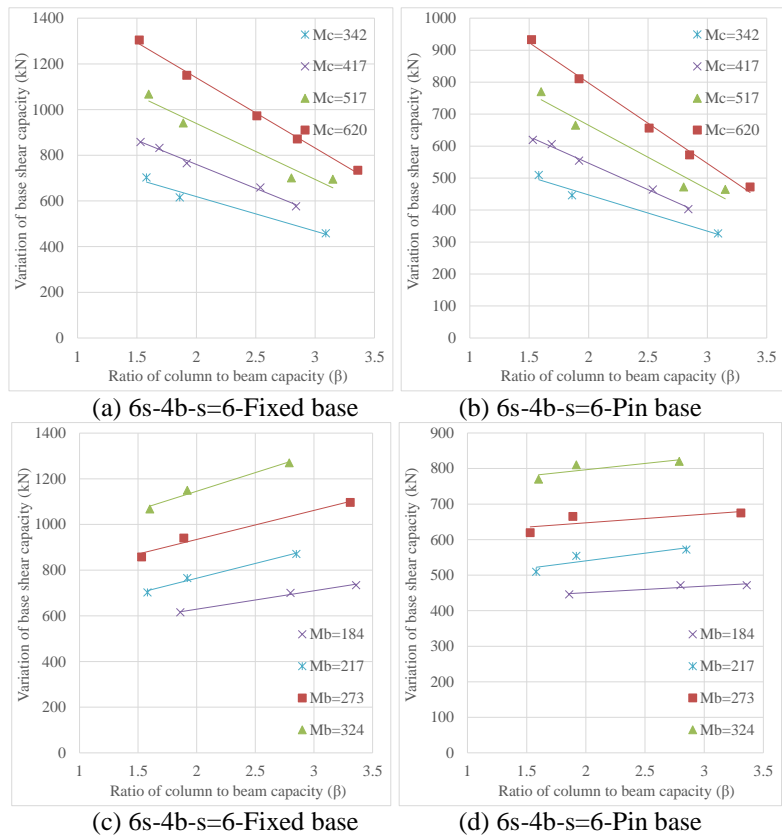 1400
1200
1000
800
600
400
200
0
1
1.5
2
2.5
3
3.5
Variation of base shear capacity (kN)
Ratio of column to beam capacity (β)
Mc=342
Mc=417
Mc=517
Mc=620
(a) 6s-4b-s=6-Fixed base
1000
900
800
700
600
500
400
300
200
100
0
1
1.5
2
2.5
3
3.5
Variation of base shear capacity (kN)
Ratio of column to beam capacity (β)
Mc=342
Mc=417
Mc=517
Mc=620
(b) 6s-4b-s=6-Pin base
1400
1200
1000
800
600
400
200
0
1
1.5
2
2.5
3
3.5
Variation of base shear capacity (kN)
Ratio of column to beam capacity (β)
Mb=184
Mb=217
Mb=273
Mb=324
(c) 6s-4b-s=6-Fixed base
900
800
700
600
500
400
300
200
100
0
1
1.5
2
2.5
3
3.5
Variation of base shear capacity (kN)
Ratio of column to beam capacity (β)
Mb=184
Mb=217
Mb=273
Mb=324
(d) 6s-4b-s=6-Pin base